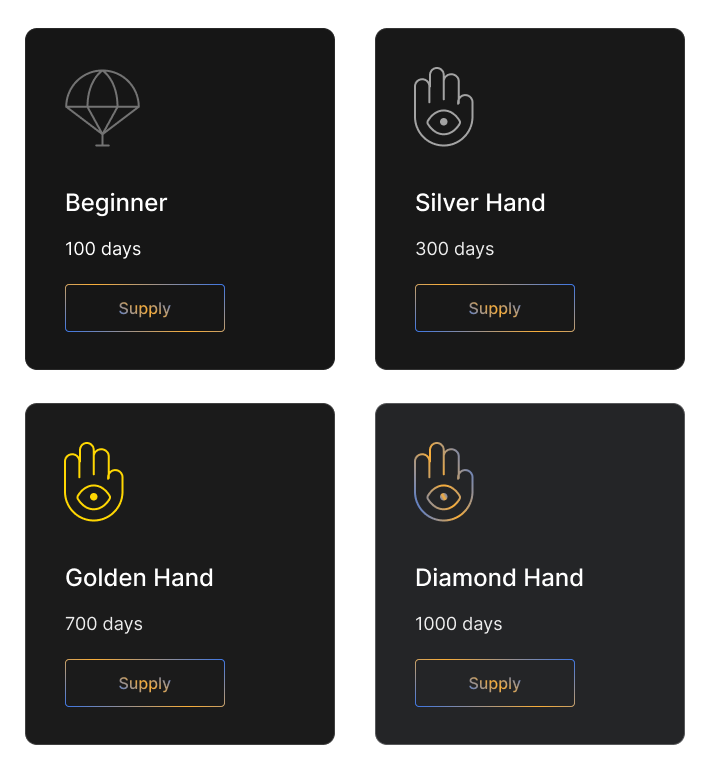 Beginner
100 days
Supply
Silver Hand
300 days
Supply
Golden Hand
700 days
Supply
Diamond Hand
1000 days
Supply